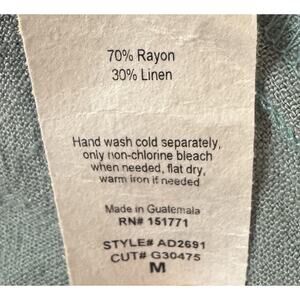 70% Rayon
30% Linen
Hand wash cold separately,
only non-chlorine bleach
when needed, flat dry,
warm iron if needed
Made in Guatemala
RN# 151771
STYLE# AD2691
CUT# G30475
M